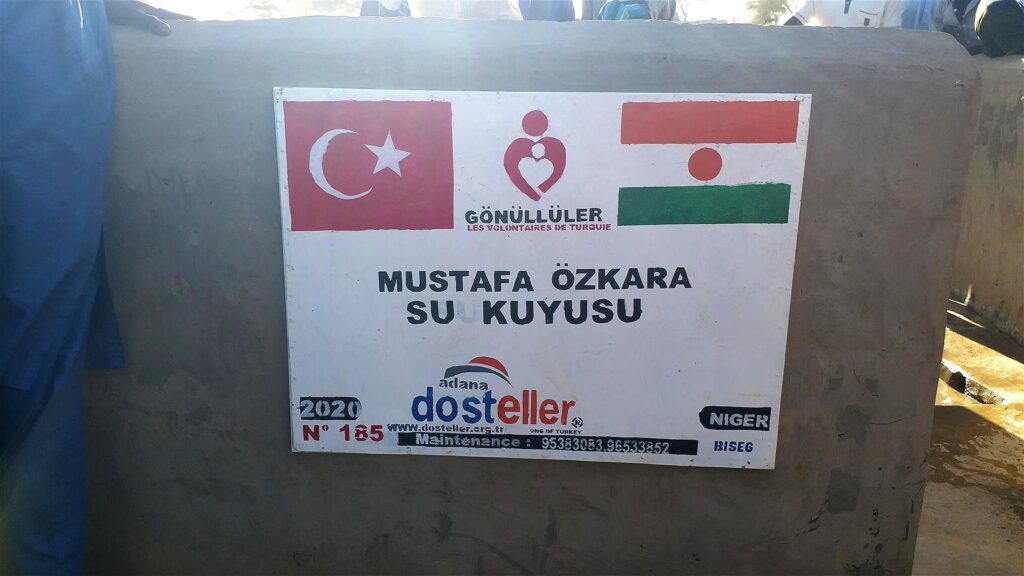 GÖNÜLLÜLER
LES VOLONTAIRES DE TURQUIE
MUSTAFA ÖZKARA
SU KUYUSU
adana
dosteller
www.dosteller.org.tr
ONG OF TURKEY
2020
N° 185
Maintenance : 95383083.96533852
NIGER
BISEG